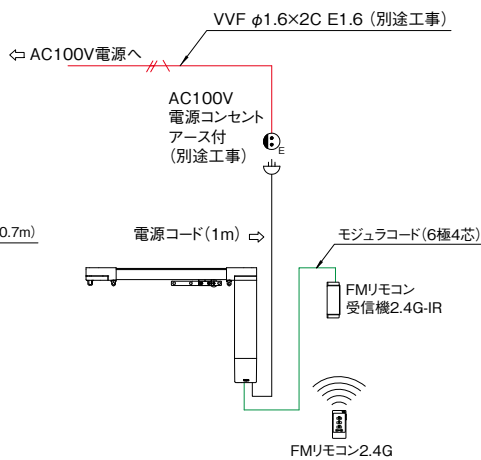 VVF φ1.6×2C E1.6 (別途工事)
⇦ AC100V電源へ
AC100V
電源コンセント
アース付
(別途工事)
E
0.7m)
電源コード(1m) ⇨
モジュラコード(6極4芯)
FMリモコン
受信機2.4G-IR
FMリモコン2.4G